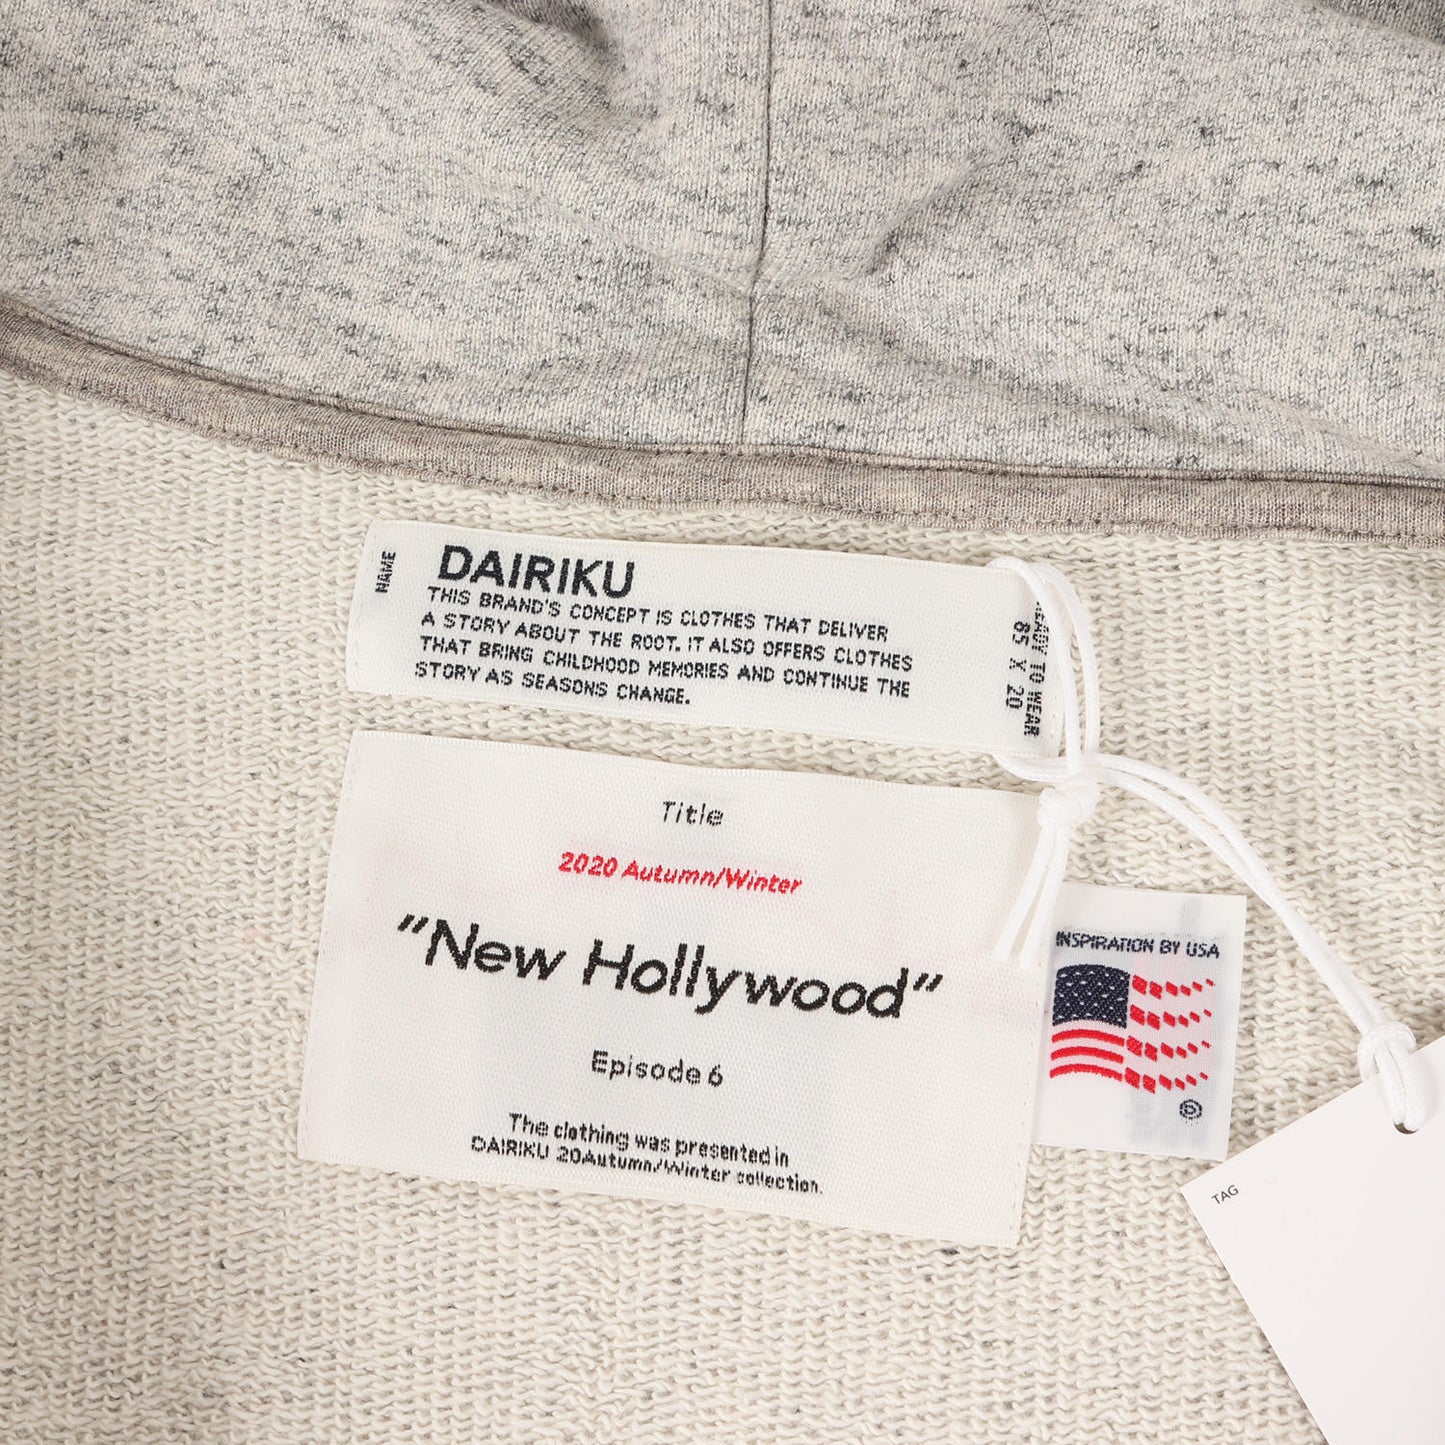 NAME
DAIRIKU
THIS BRAND'S CONCEPT IS CLOTHES THAT DELIVER
A STORY ABOUT THE ROOT. IT ALSO OFFERS CLOTHES
THAT BRING CHILDHOOD MEMORIES AND CONTINUE THE
STORY AS SEASONS CHANGE.
READY TO WEAR
65 X 20
Title
2020 Autumn/Winter
"New Hollywood"
Episode 6
The clothing was presented in
DAIRIKU 20Autumn/Winter collection.
INSPIRATION BY USA
TAG